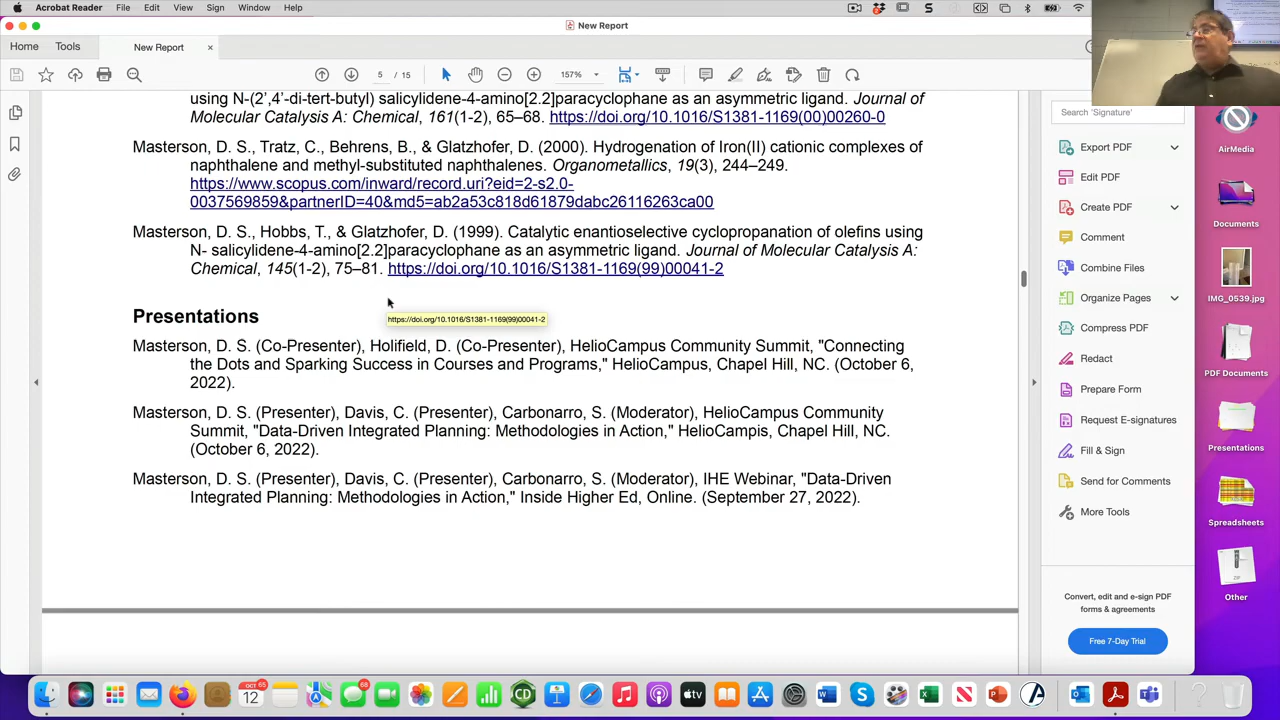 Acrobat Reader File Edit View Sign Window Help
New Report
Home Tools New Report ×
5 / 15 157%
using N-(2',4'-di-tert-butyl) salicylidene-4-amino[2.2]paracyclophane as an asymmetric ligand. Journal of
Molecular Catalysis A: Chemical, 161(1-2), 65–68. https://doi.org/10.1016/S1381-1169(00)00260-0
Masterson, D. S., Tratz, C., Behrens, B., & Glatzhofer, D. (2000). Hydrogenation of Iron(II) cationic complexes of
naphthalene and methyl-substituted naphthalenes. Organometallics, 19(3), 244–249.
https://www.scopus.com/inward/record.uri?eid=2-s2.0-
0037569859&partnerID=40&md5=ab2a53c818d61879dabc26116263ca00
Masterson, D. S., Hobbs, T., & Glatzhofer, D. (1999). Catalytic enantioselective cyclopropanation of olefins using
N- salicylidene-4-amino[2.2]paracyclophane as an asymmetric ligand. Journal of Molecular Catalysis A:
Chemical, 145(1-2), 75–81. https://doi.org/10.1016/S1381-1169(99)00041-2
https://doi.org/10.1016/S1381-1169(99)00041-2
Presentations
Masterson, D. S. (Co-Presenter), Holifield, D. (Co-Presenter), HelioCampus Community Summit, "Connecting
the Dots and Sparking Success in Courses and Programs," HelioCampus, Chapel Hill, NC. (October 6,
2022).
Masterson, D. S. (Presenter), Davis, C. (Presenter), Carbonarro, S. (Moderator), HelioCampus Community
Summit, "Data-Driven Integrated Planning: Methodologies in Action," HelioCampis, Chapel Hill, NC.
(October 6, 2022).
Masterson, D. S. (Presenter), Davis, C. (Presenter), Carbonarro, S. (Moderator), IHE Webinar, "Data-Driven
Integrated Planning: Methodologies in Action," Inside Higher Ed, Online. (September 27, 2022).
Search 'Signature'
Export PDF
Edit PDF
Create PDF
Comment
Combine Files
Organize Pages
Compress PDF
Redact
Prepare Form
Request E-signatures
Fill & Sign
Send for Comments
More Tools
Convert, edit and e-sign PDF
forms & agreements
Free 7-Day Trial
AirMedia
Documents
IMG_0539.jpg
PDF Documents
Presentations
Spreadsheets
Other
ZIP
OCT
12
68
tv